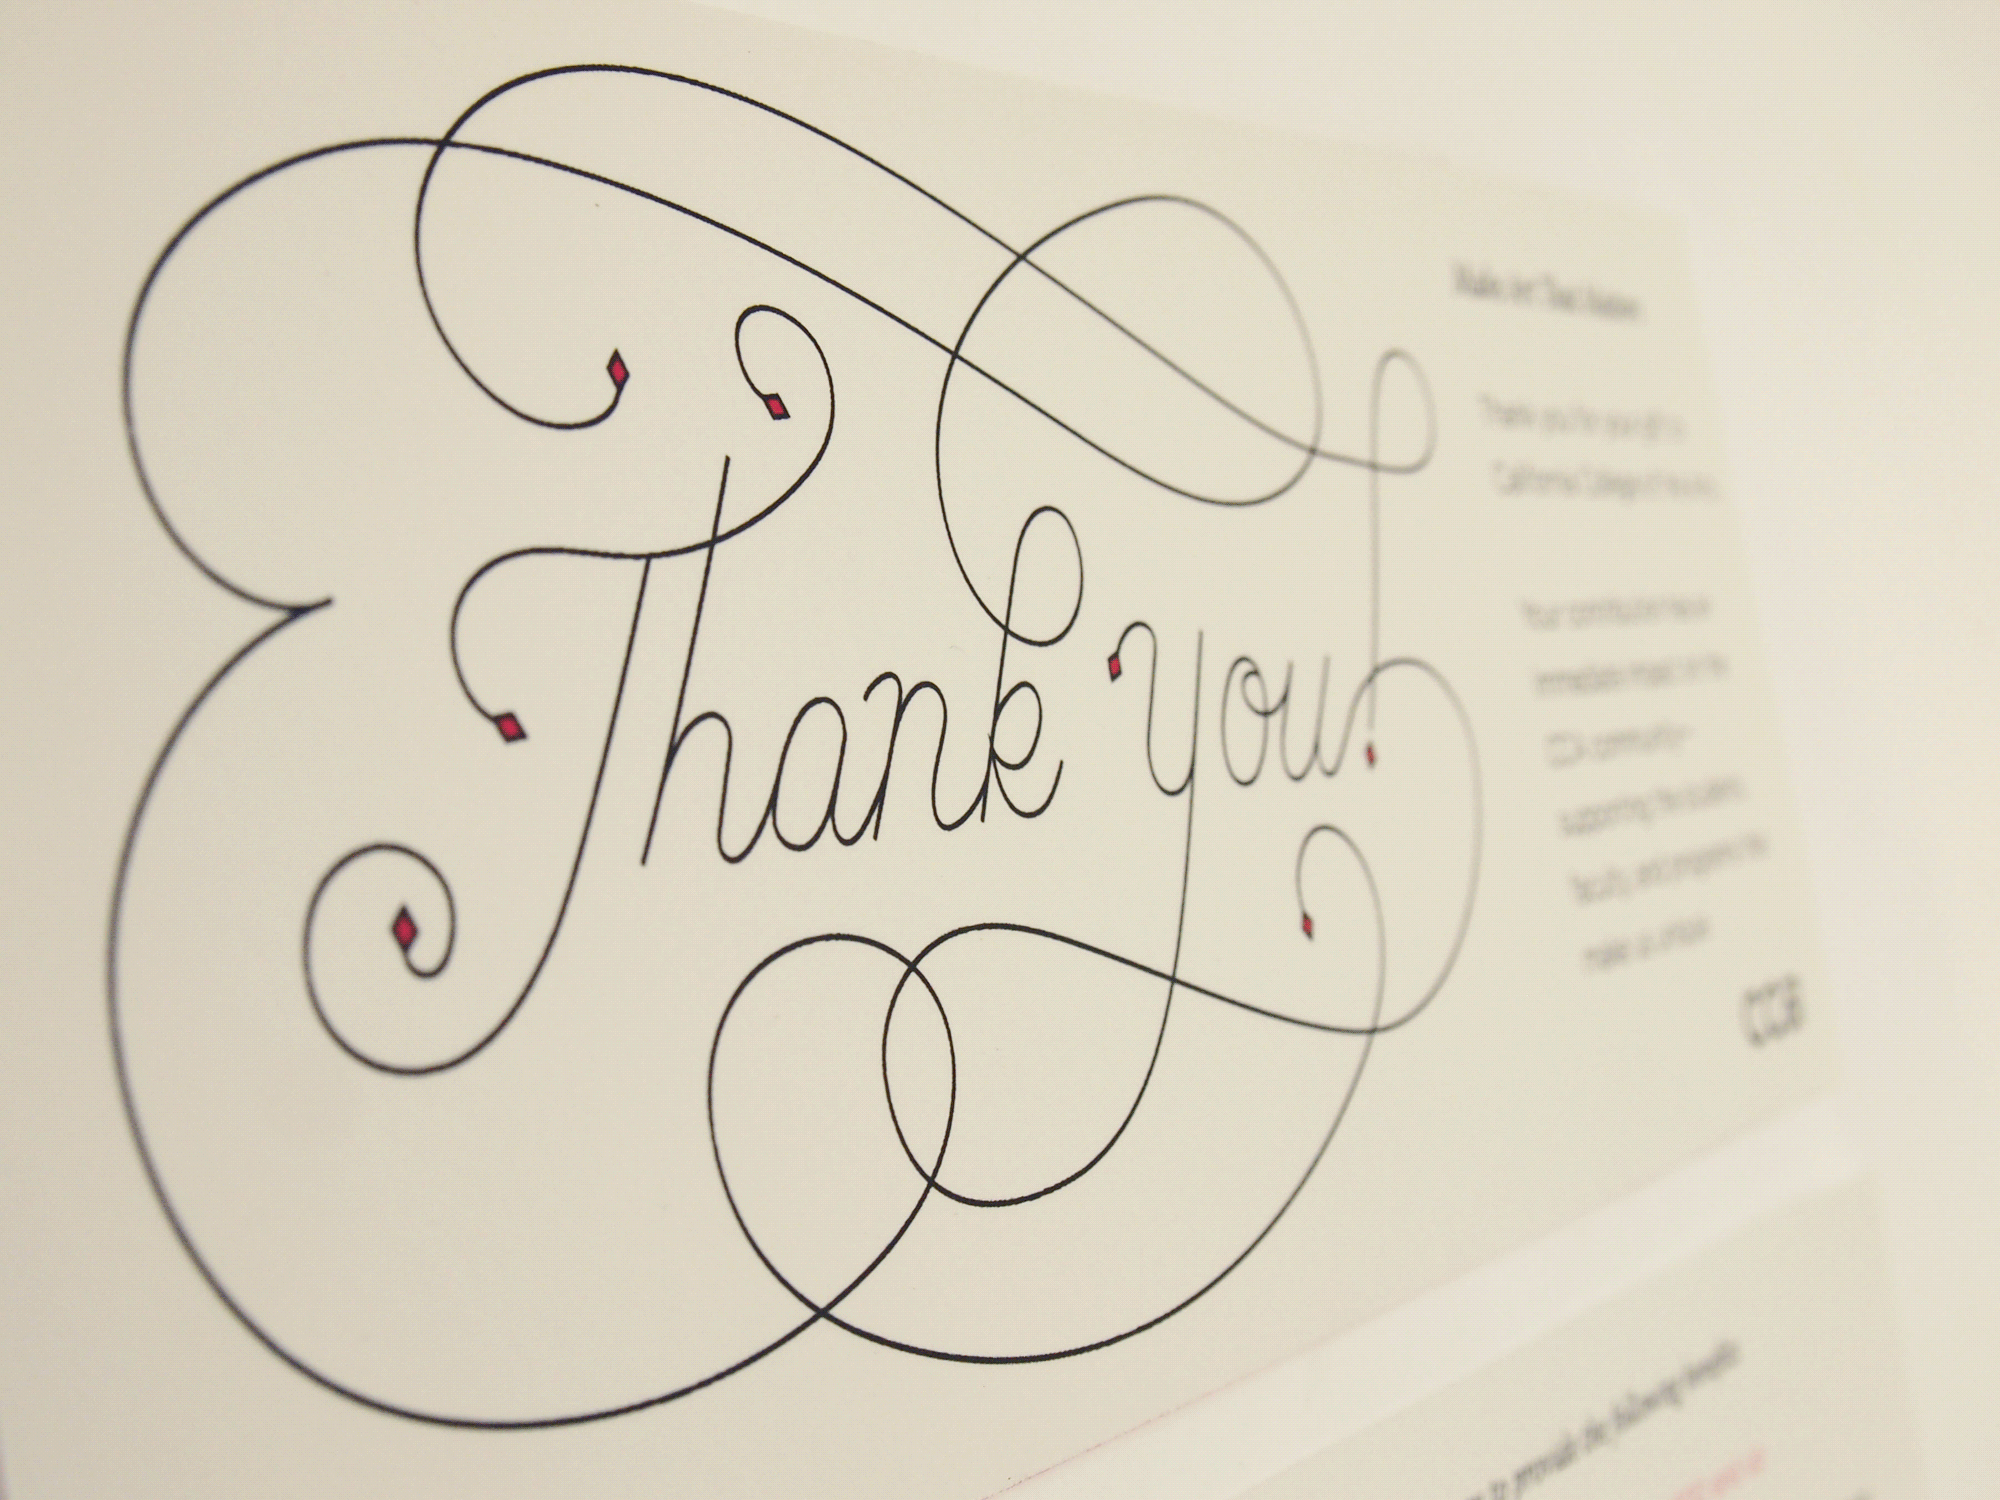 Thank you!
Make Art That Matters
Thank you for your gift to
California College of the Arts.
Your contribution has an
immediate impact on the
CCA community—
supporting the students,
faculty, and programs that
make us unique.
CCA
to provide the following benefits